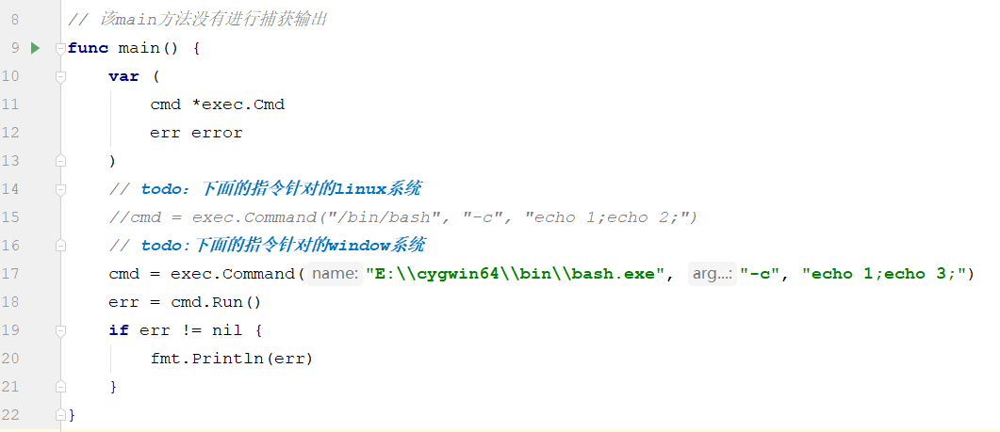 8 // 该main方法没有进行捕获输出
9 func main() {
10 var (
11 cmd *exec.Cmd
12 err error
13 )
14 // todo: 下面的指令针对的linux系统
15 //cmd = exec.Command("/bin/bash", "-c", "echo 1;echo 2;")
16 // todo:下面的指令针对的window系统
17 cmd = exec.Command( name: "E:\\cygwin64\\bin\\bash.exe", arg...: "-c", "echo 1;echo 3;")
18 err = cmd.Run()
19 if err != nil {
20 fmt.Println(err)
21 }
22 }